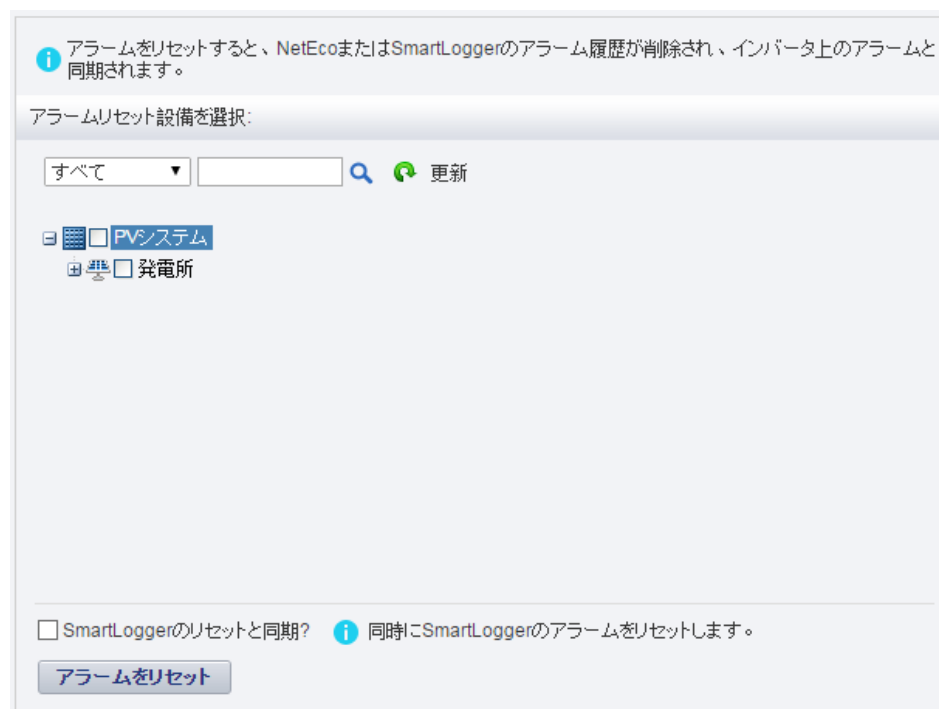 アラームをリセットすると、NetEcoまたはSmartLoggerのアラーム履歴が削除され、インバータ上のアラームと
同期されます。
アラームリセット設備を選択:
すべて
更新
PVシステム
発電所
SmartLoggerのリセットと同期? 同時にSmartLoggerのアラームをリセットします。
アラームをリセット